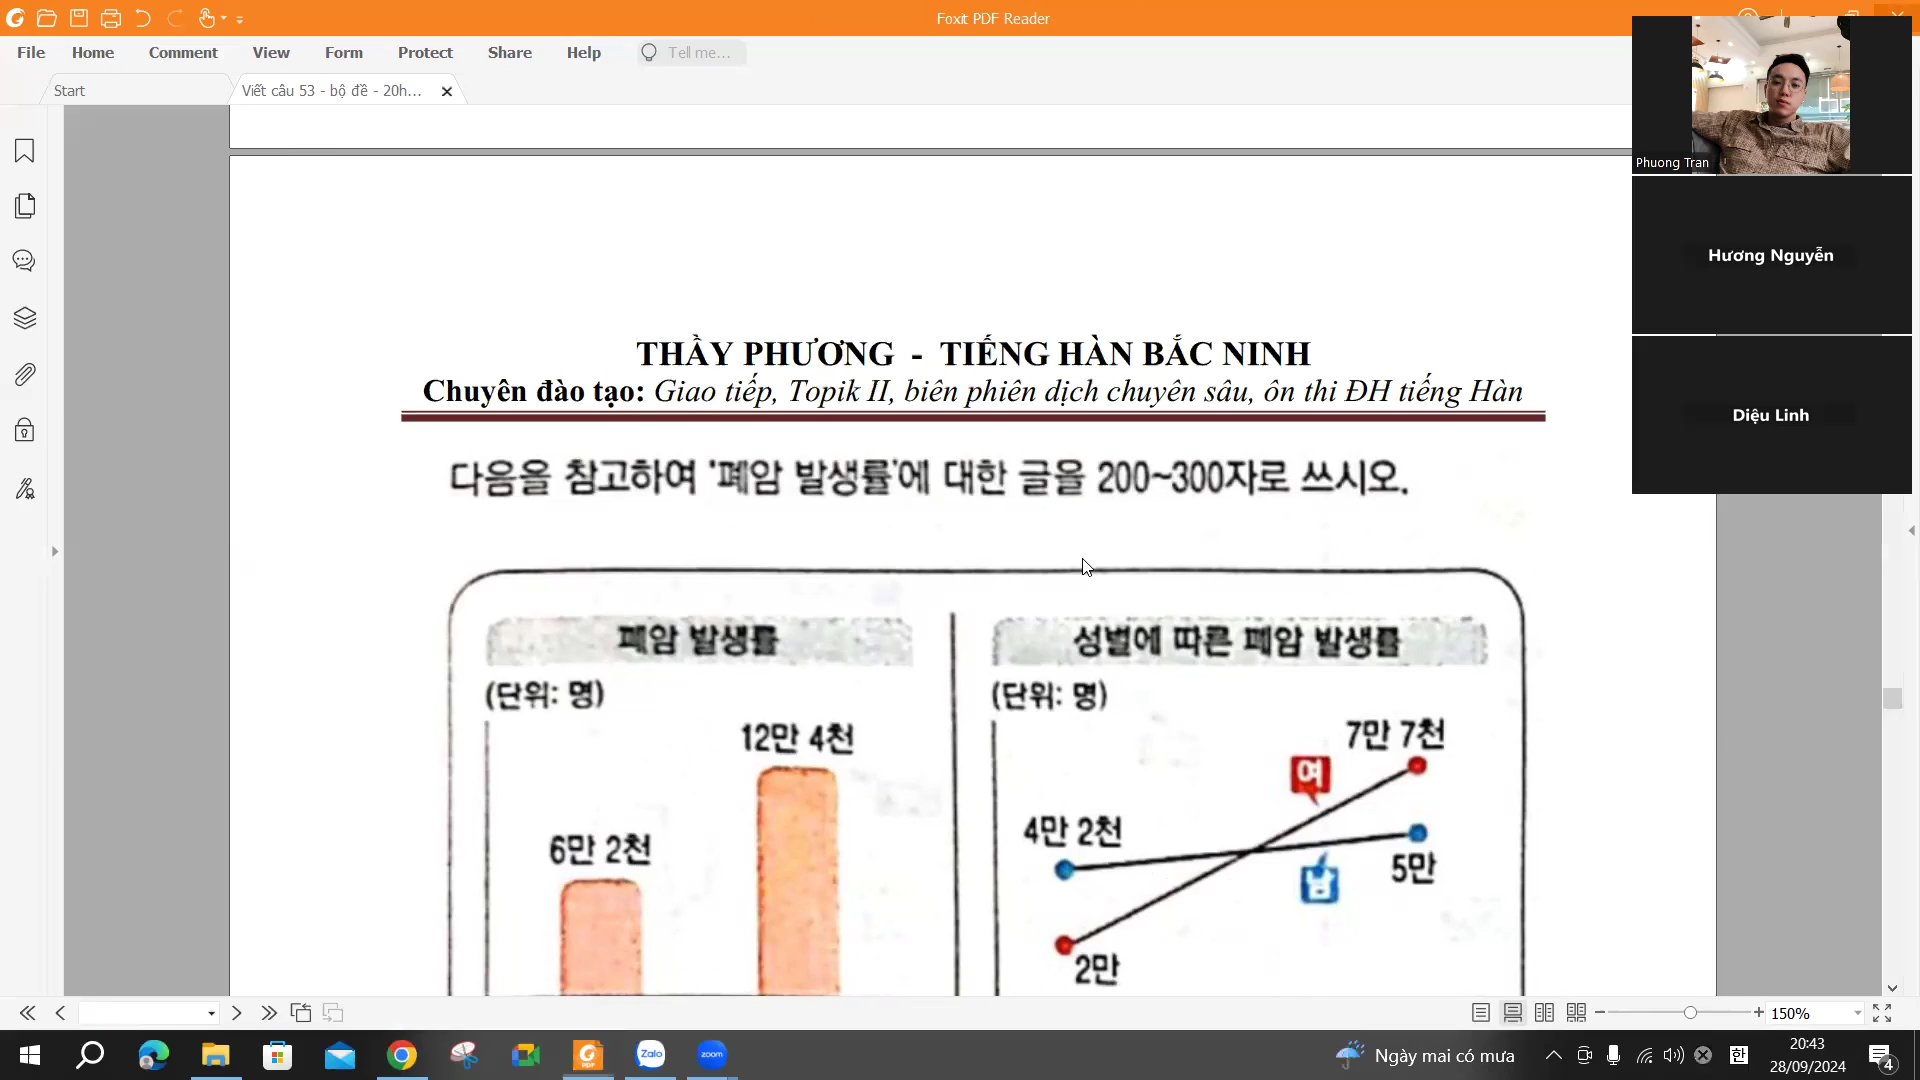 Foxit PDF Reader
File Home Comment View Form Protect Share Help Tell me...
Start
Viết câu 53 - bộ đề - 20h...
Phuong Tran
Hương Nguyễn
Diệu Linh
THẦY PHƯƠNG - TIẾNG HÀN BẮC NINH
Chuyên đào tạo: Giao tiếp, Topik II, biên phiên dịch chuyên sâu, ôn thi ĐH tiếng Hàn
다음을 참고하여 '폐암 발생률'에 대한 글을 200~300자로 쓰시오.
폐암 발생률
(단위: 명)
6만 2천
12만 4천
성별에 따른 폐암 발생률
(단위: 명)
7만 7천
여
4만 2천
남
5만
2만
150%
Zalo
zoom
PDF
Ngày mai có mưa
한
20:43
28/09/2024
4